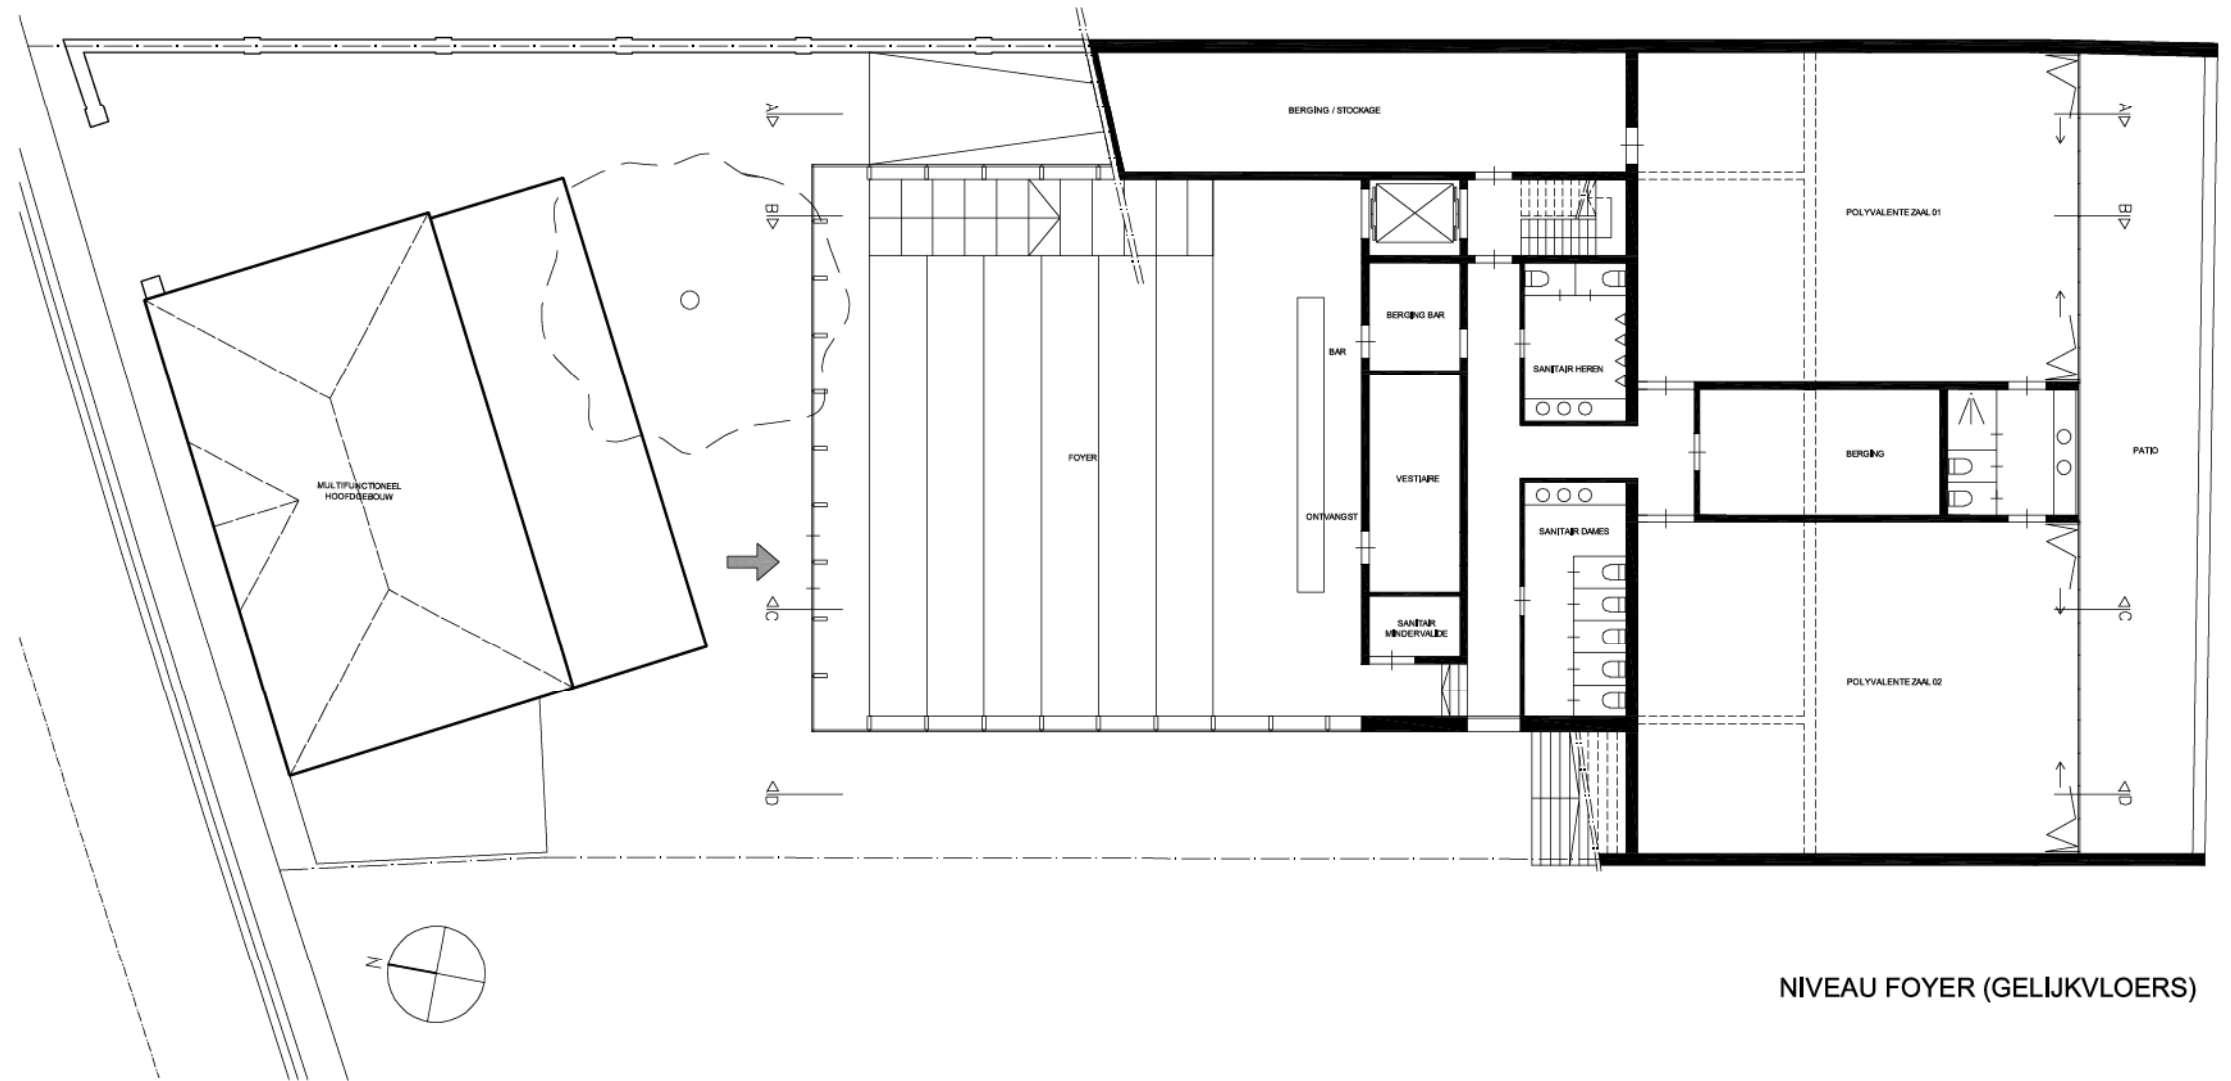 A
A
BERGING / STOCKAGE
B
POLYVALENTE ZAAL 01
B
BERGING BAR
BAR
SANITAIR HEREN
FOYER
VESTIAIRE
BERGING
PATIO
MULTIFUNCTIONEEL
HOOFDGEBOUW
ONTVANGST
SANITAIR DAMES
C
C
SANITAIR
MINDERVALIDE
POLYVALENTE ZAAL 02
D
D
N
NIVEAU FOYER (GELIJKVLOERS)